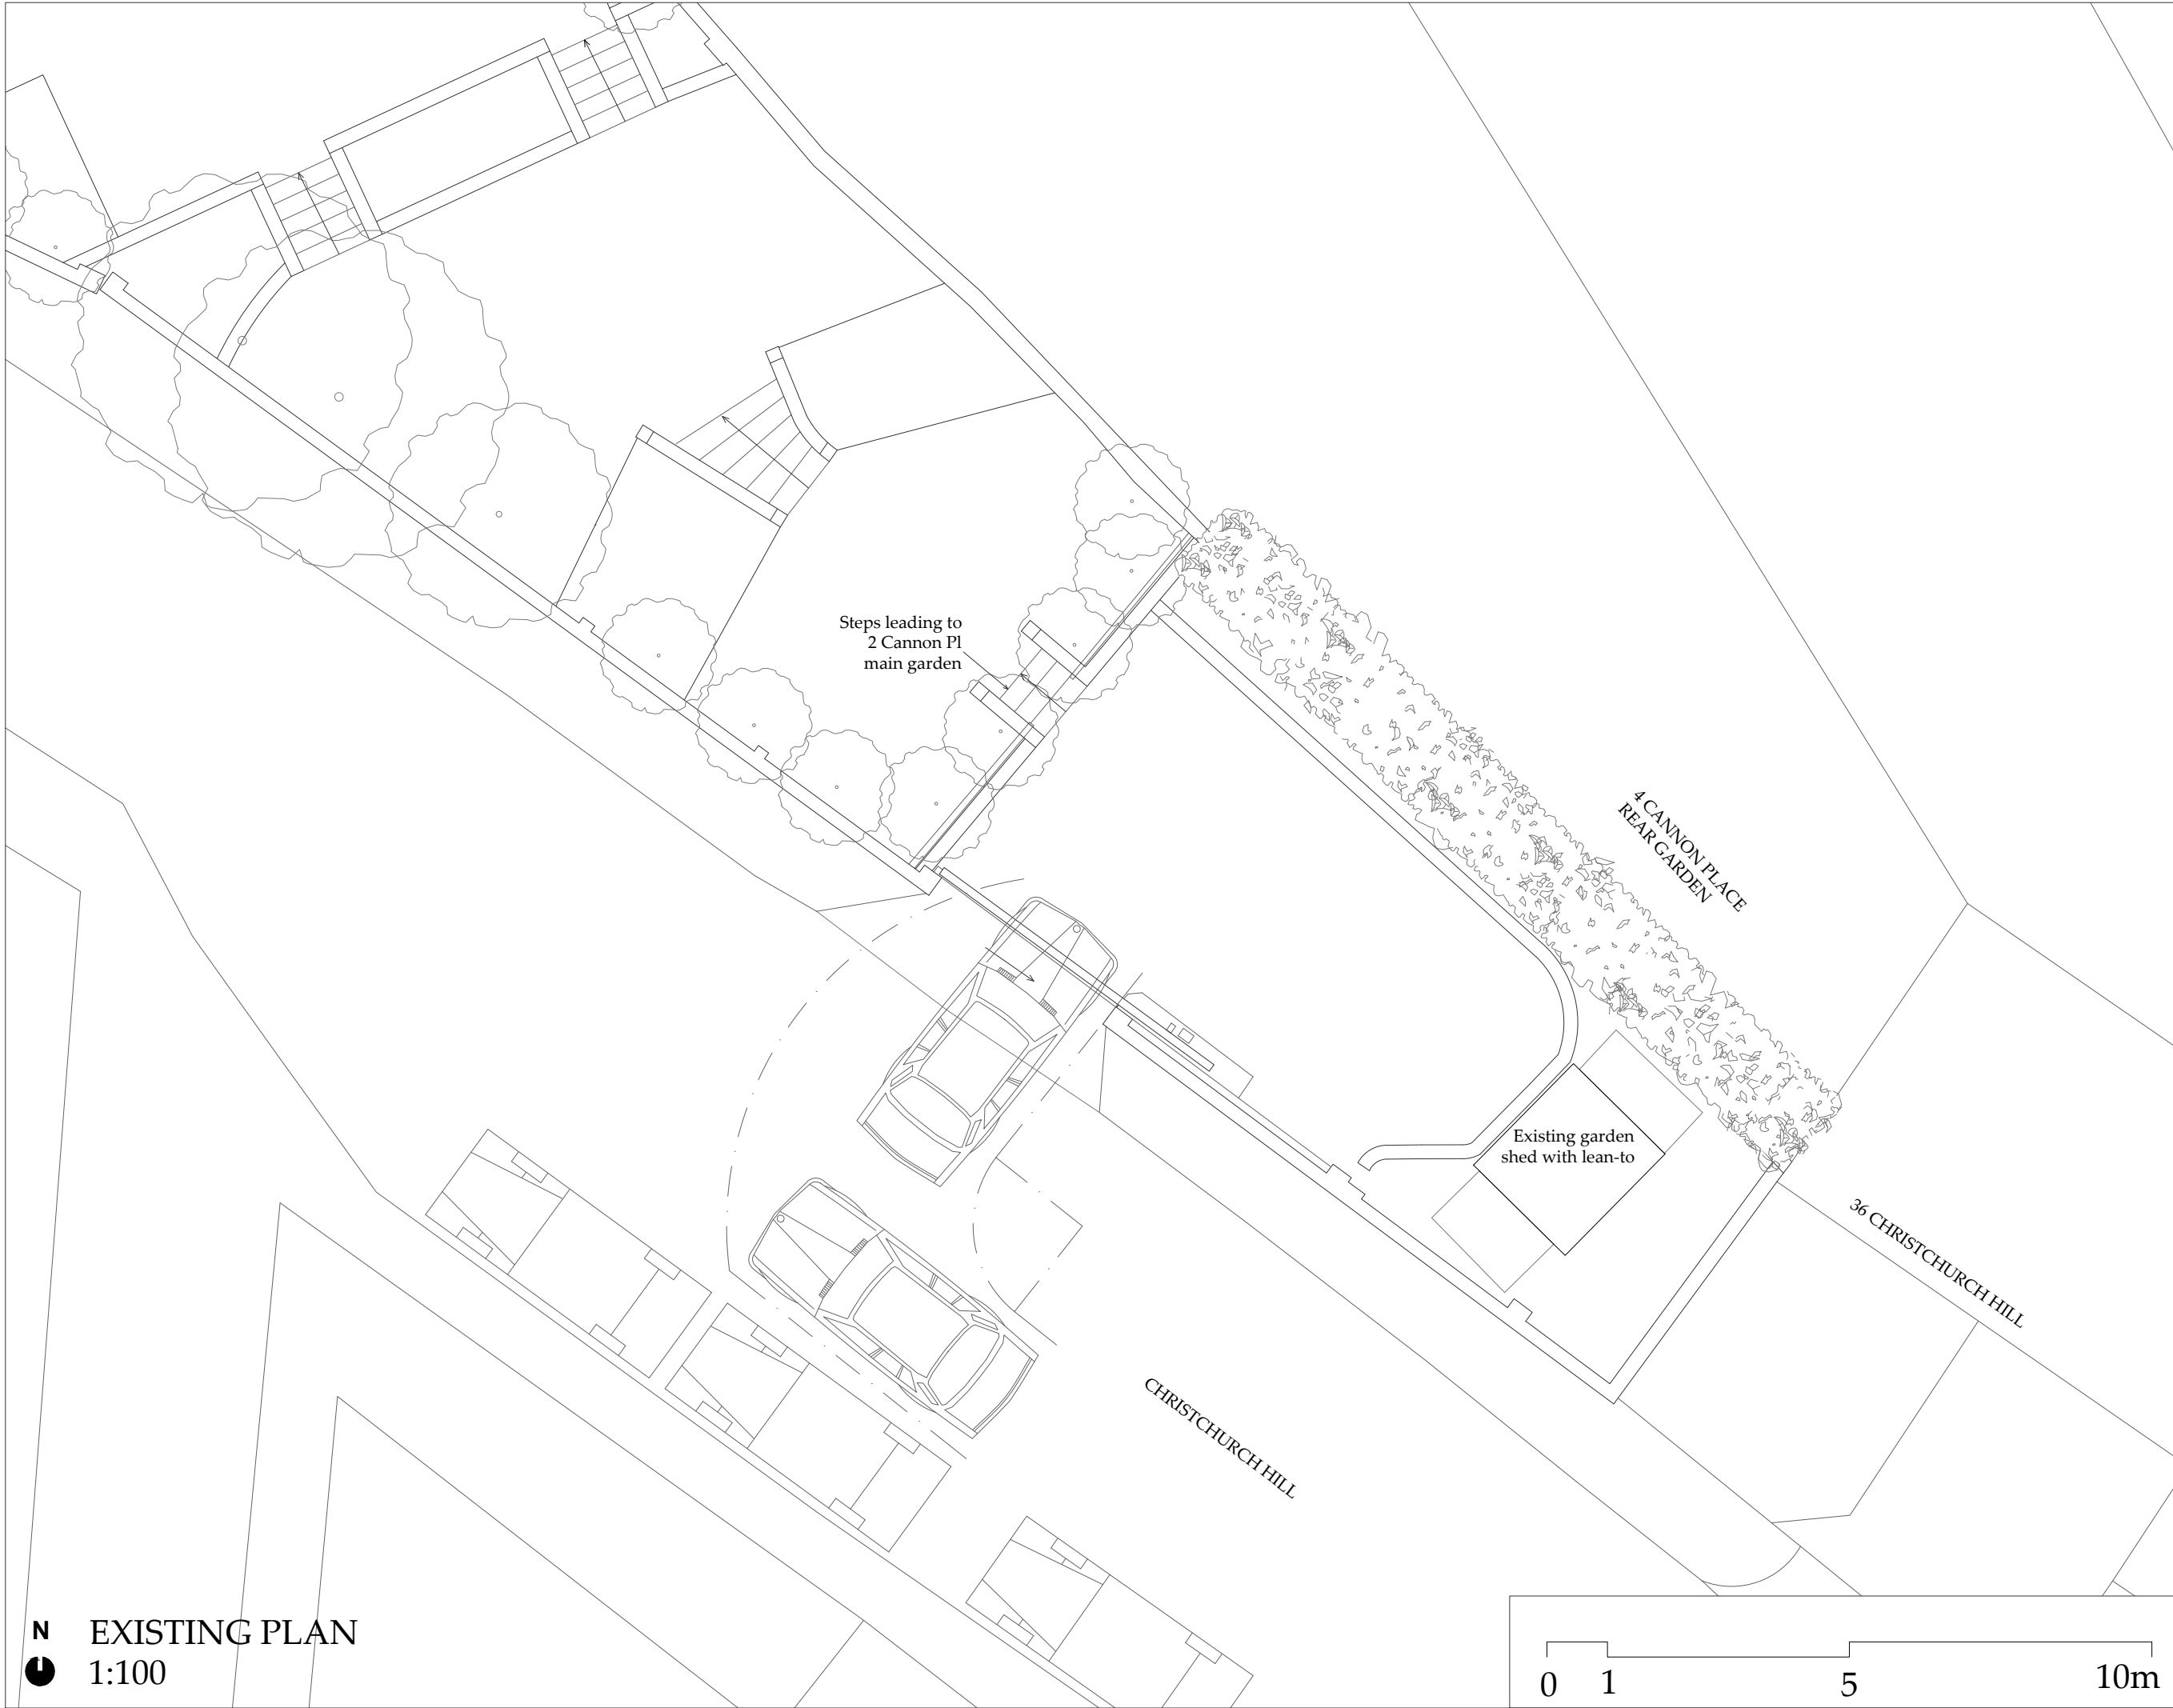 Steps leading to
2 Cannon Pl
main garden
4 CANNON PLACE
REAR GARDEN
Existing garden
shed with lean-to
36 CHRISTCHURCH HILL
CHRISTCHURCH HILL
N
EXISTING PLAN
1:100
0 1 5 10m